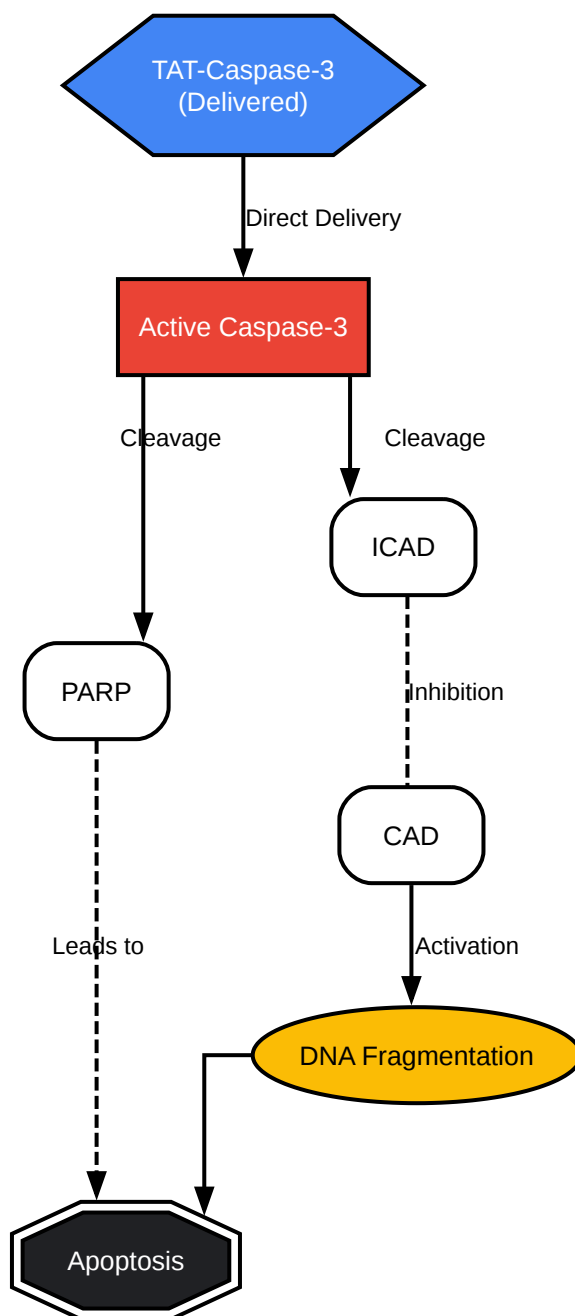 TAT-Caspase-3
(Delivered)
Direct Delivery
Active Caspase-3
Cleavage
Cleavage
ICAD
PARP
Inhibition
CAD
Leads to
Activation
DNA Fragmentation
Apoptosis